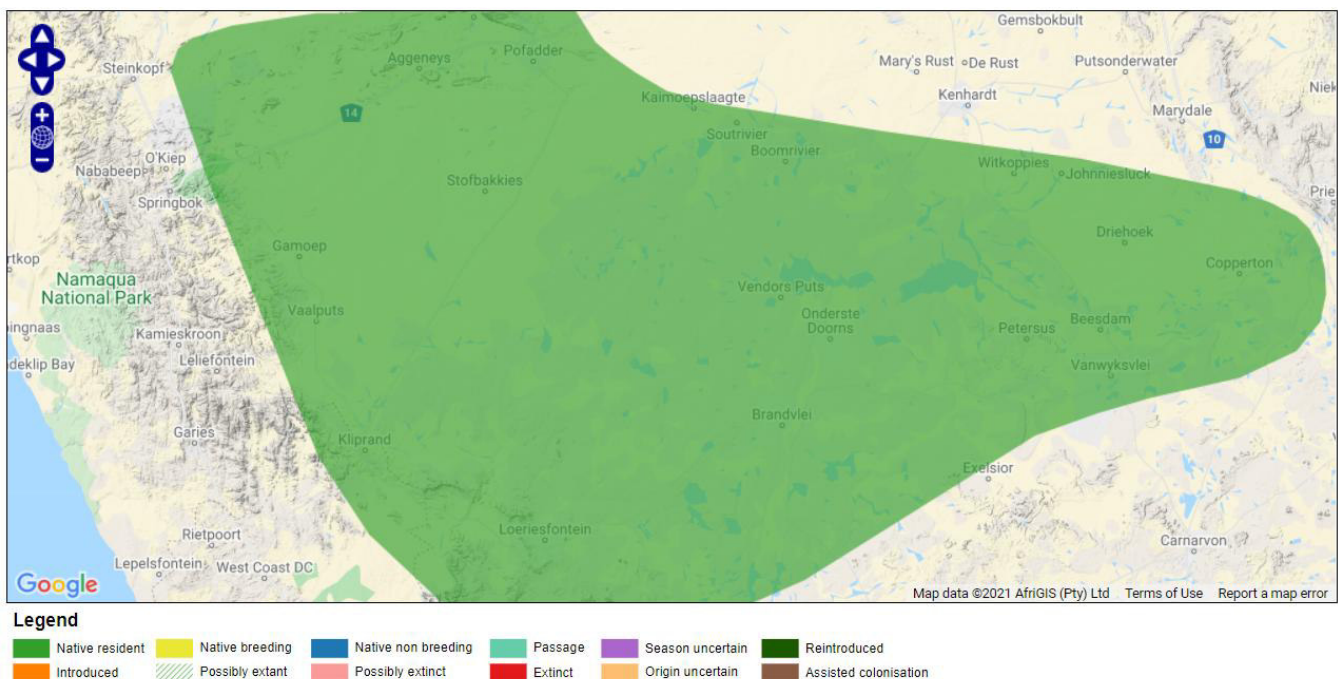 Gemsbokbult
Steinkopf
Aggeneys
Pofadder
Mary's Rust
De Rust
Putsonderwater
Niek
Kaimoepslaagte
Kenhardt
Marydale
14
Soutrivier
Boomrivier
10
O'Kiep
Nababeep
Springbok
Stofbakkies
Witkoppies
Johnniesluck
Prie
Gamoep
Driehoek
Copperton
rtkop
Namaqua
National Park
Vendors Puts
Vaalputs
Onderste
Doorns
Petersus
Beesdam
pingnaas
Kamieskroon
Leliefontein
ndeklip Bay
Vanwyksvlei
Brandvlei
Garies
Kliprand
Exelsior
Rietpoort
Loeriesfontein
Carnarvon
Lepelsfontein
West Coast DC
Google
Map data ©2021 AfriGIS (Pty) Ltd Terms of Use Report a map error
Legend
Native resident Native breeding Native non breeding Passage Season uncertain Reintroduced
Introduced Possibly extant Possibly extinct Extinct Origin uncertain Assisted colonisation